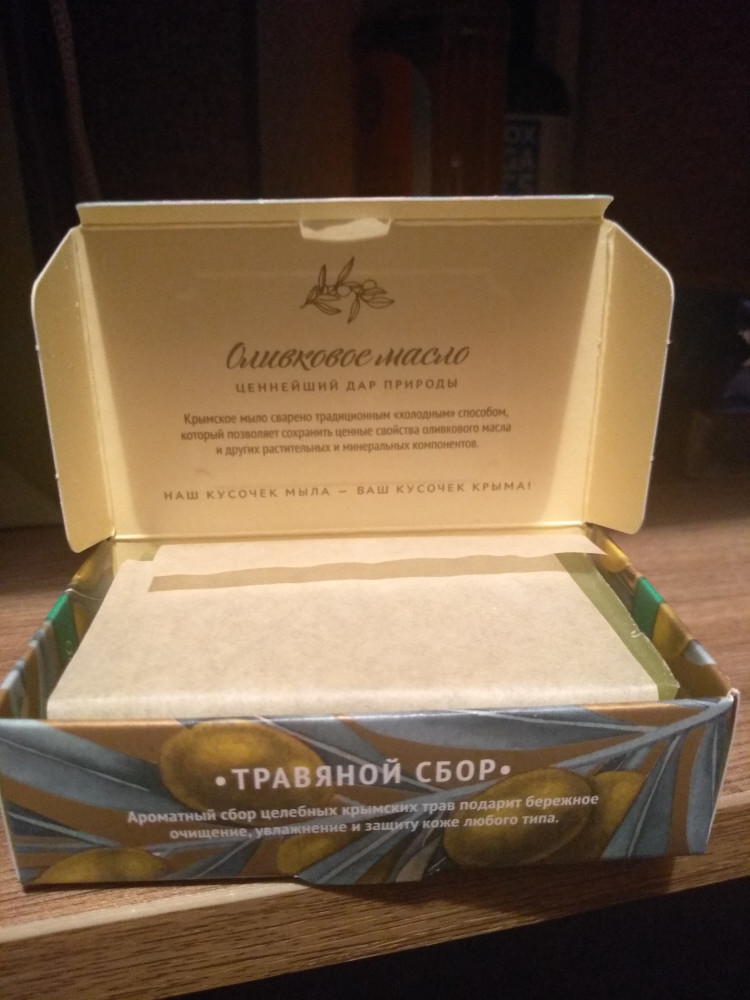 Оливковое масло
ЦЕННЕЙШИЙ ДАР ПРИРОДЫ
Крымское мыло сварено традиционным «холодным» способом,
который позволяет сохранить ценные свойства оливкового масла
и других растительных и минеральных компонентов.
НАШ КУСОЧЕК МЫЛА – ВАШ КУСОЧЕК КРЫМА!
•ТРАВЯНОЙ СБОР•
Ароматный сбор целебных крымских трав подарит бережное
очищение, увлажнение и защиту коже любого типа.